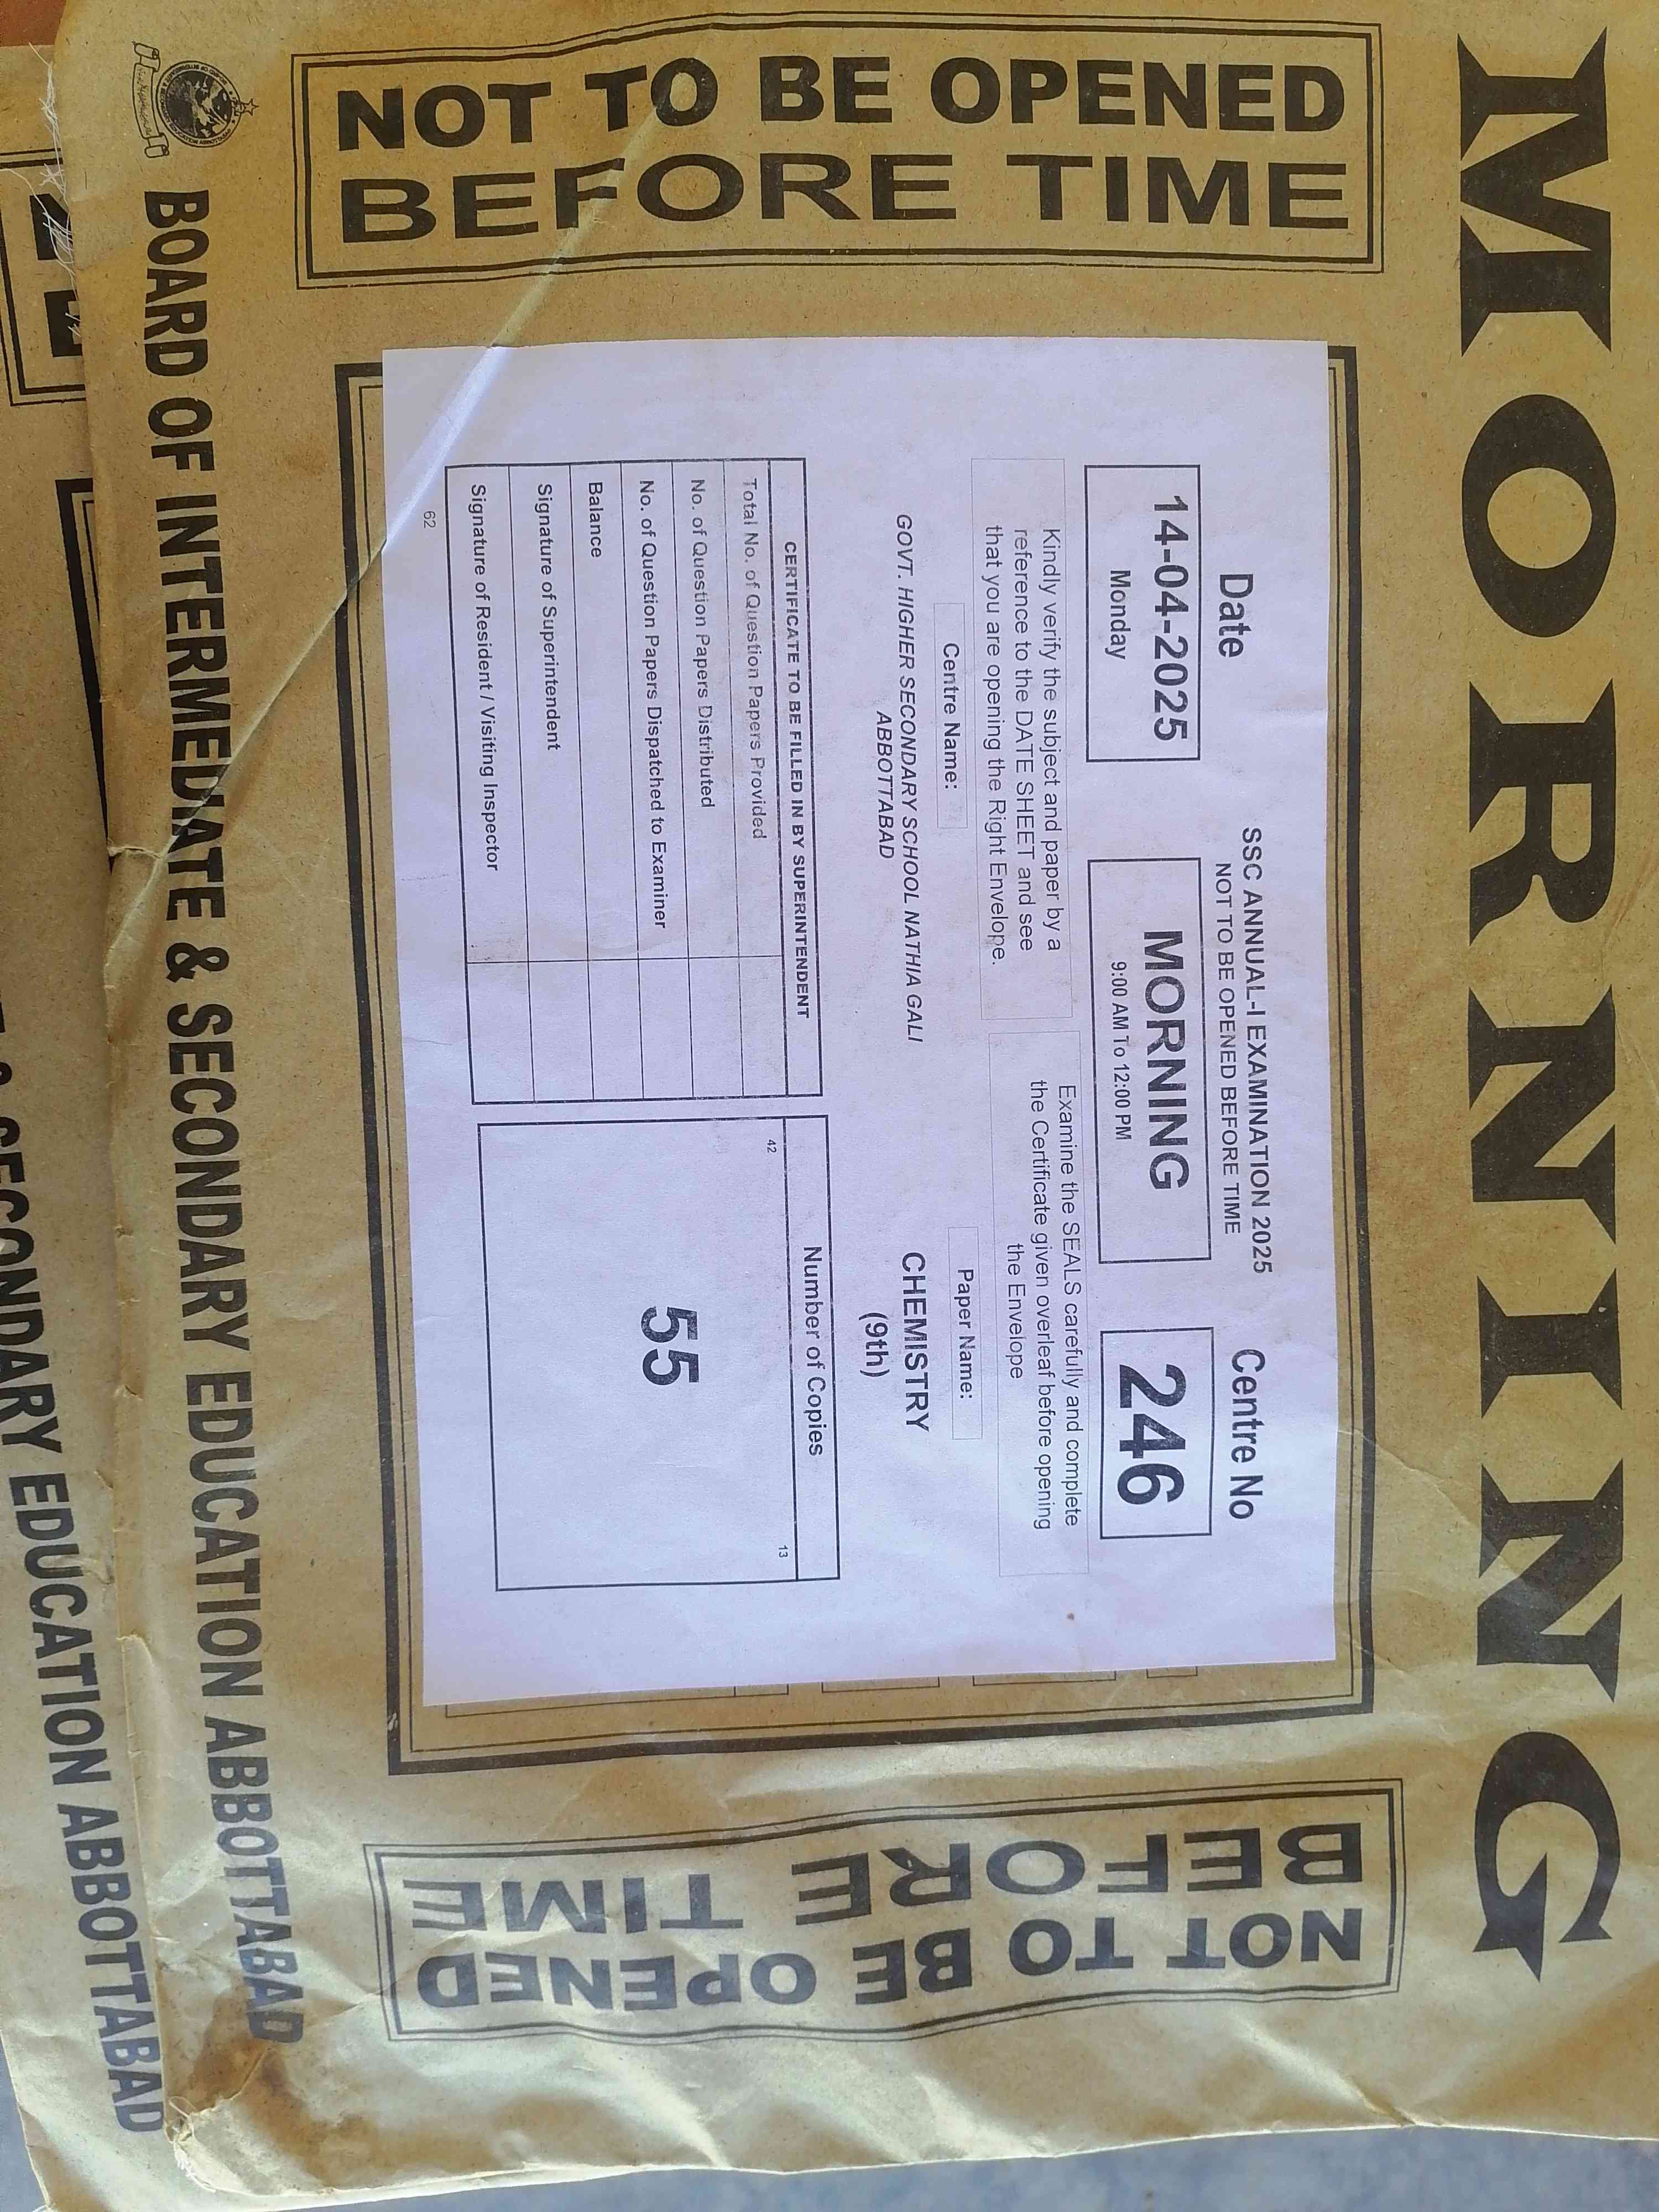 MORNING
NOT TO BE OPENED
BEFORE TIME
SSC ANNUAL-I EXAMINATION 2025
NOT TO BE OPENED BEFORE TIME
Date
14-04-2025
Monday
MORNING
9:00 AM To 12:00 PM
Centre No
246
Kindly verify the subject and paper by a
reference to the DATE SHEET and see
that you are opening the Right Envelope.
Examine the SEALS carefully and complete
the Certificate given overleaf before opening
the Envelope
Centre Name:
GOVT. HIGHER SECONDARY SCHOOL NATHIA GALI
ABBOTTABAD
Paper Name:
CHEMISTRY
(9th)
CERTIFICATE TO BE FILLED IN BY SUPERINTENDENT
Total No. of Question Papers Provided
No. of Question Papers Distributed
No. of Question Papers Dispatched to Examiner
Balance
Signature of Superintendent
Signature of Resident / Visiting Inspector
62
Number of Copies
42
13
55
NOT TO BE OPENED
BEFORE TIME
BOARD OF INTERMEDIATE & SECONDARY EDUCATION ABBOTTABAD
SECONDARY EDUCATION ABBOTTABAD